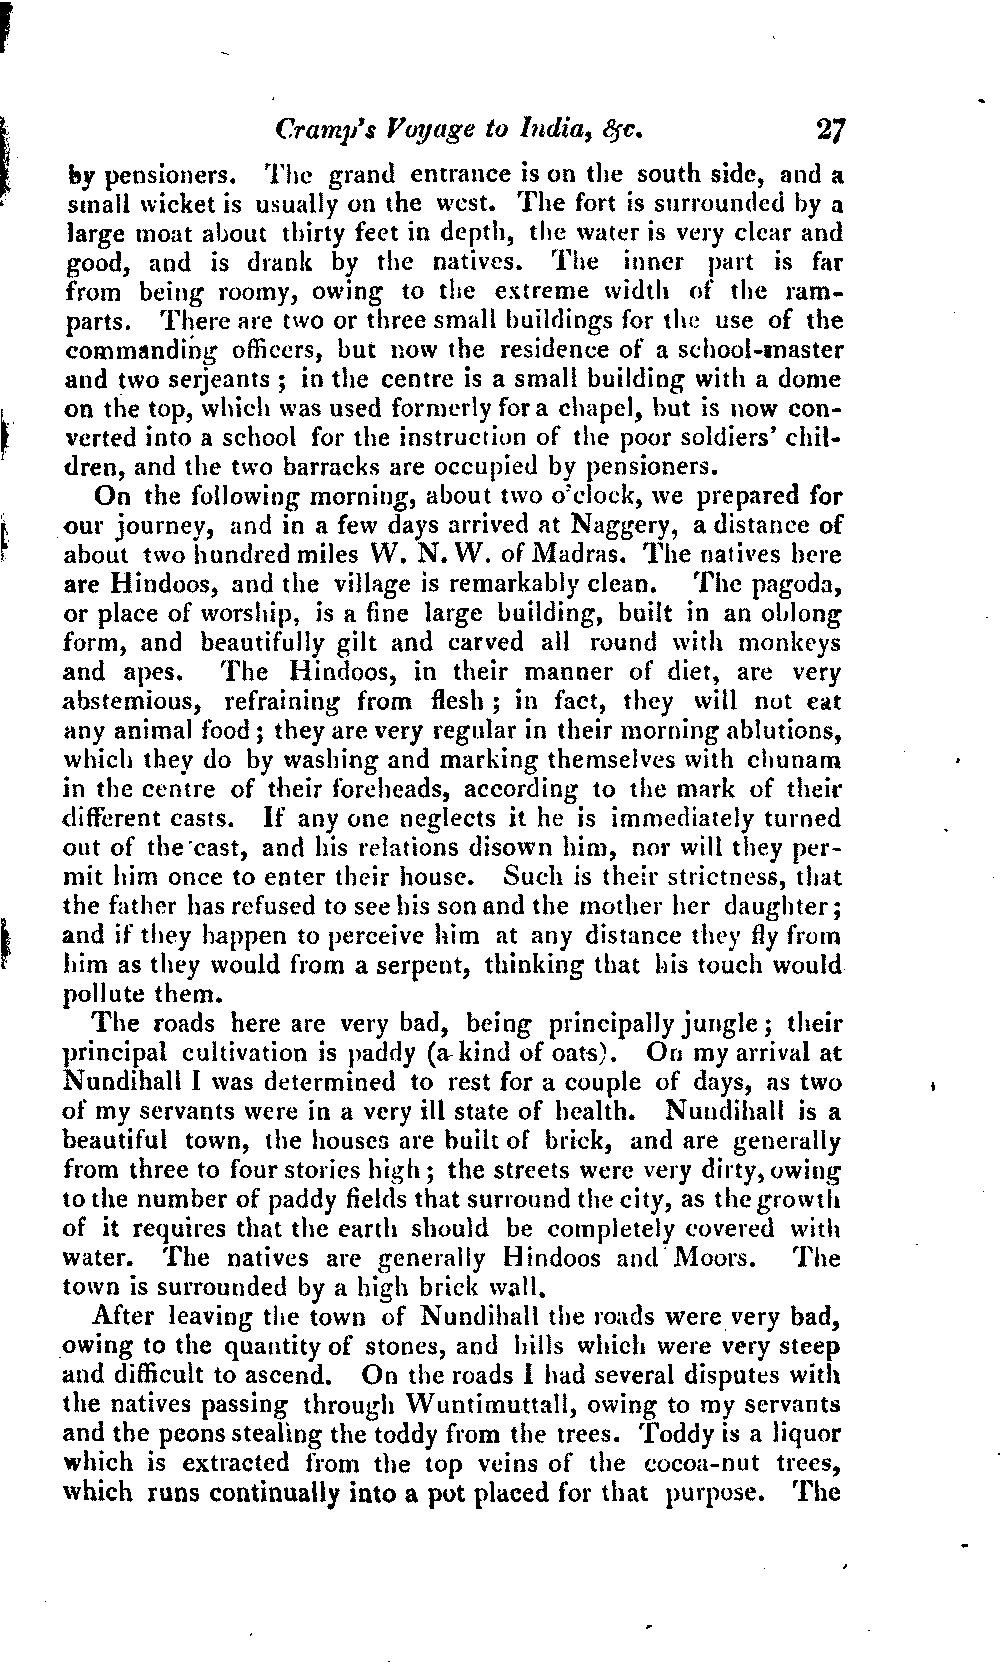 Cramp's Voyage to India, &c. 27
by pensioners. The grand entrance is on the south side, and a
small wicket is usually on the west. The fort is surrounded by a
large moat about thirty feet in depth, the water is very clear and
good, and is drank by the natives. The inner part is far
from being roomy, owing to the extreme width of the ram-
parts. There are two or three small buildings for the use of the
commanding officers, but now the residence of a school-master
and two serjeants; in the centre is a small building with a dome
on the top, which was used formerly for a chapel, but is now con-
verted into a school for the instruction of the poor soldiers' chil-
dren, and the two barracks are occupied by pensioners.
On the following morning, about two o'clock, we prepared for
our journey, and in a few days arrived at Naggery, a distance of
about two hundred miles W. N. W. of Madras. The natives here
are Hindoos, and the village is remarkably clean. The pagoda,
or place of worship, is a fine large building, built in an oblong
form, and beautifully gilt and carved all round with monkeys
and apes. The Hindoos, in their manner of diet, are very
abstemious, refraining from flesh; in fact, they will not eat
any animal food; they are very regular in their morning ablutions,
which they do by washing and marking themselves with chunam
in the centre of their foreheads, according to the mark of their
different casts. If any one neglects it he is immediately turned
out of the cast, and his relations disown him, nor will they per-
mit him once to enter their house. Such is their strictness, that
the father has refused to see his son and the mother her daughter;
and if they happen to perceive him at any distance they fly from
him as they would from a serpent, thinking that his touch would
pollute them.
The roads here are very bad, being principally jungle; their
principal cultivation is paddy (a kind of oats). On my arrival at
Nundihall I was determined to rest for a couple of days, as two
of my servants were in a very ill state of health. Nundihall is a
beautiful town, the houses are built of brick, and are generally
from three to four stories high; the streets were very dirty, owing
to the number of paddy fields that surround the city, as the growth
of it requires that the earth should be completely covered with
water. The natives are generally Hindoos and Moors. The
town is surrounded by a high brick wall.
After leaving the town of Nundihall the roads were very bad,
owing to the quantity of stones, and hills which were very steep
and difficult to ascend. On the roads I had several disputes with
the natives passing through Wuntimuttall, owing to my servants
and the peons stealing the toddy from the trees. Toddy is a liquor
which is extracted from the top veins of the cocoa-nut trees,
which runs continually into a pot placed for that purpose. The